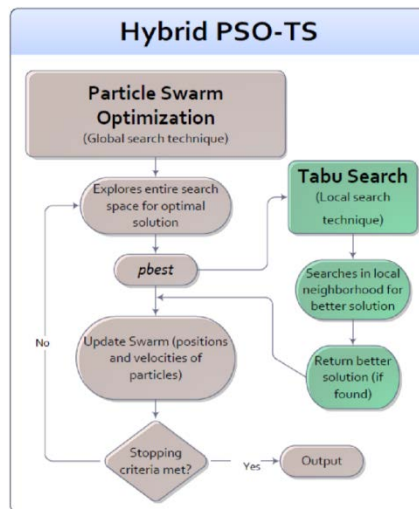 Hybrid PSO-TS
Particle Swarm
Optimization
(Global search technique)
Explores entire search
space for optimal
solution
pbest
Tabu Search
(Local search
technique)
Searches in local
neighborhood for
better solution
Return better
solution (if
found)
Update Swarm (positions
and velocities of
particles)
No
Stopping
criteria met?
Yes
Output